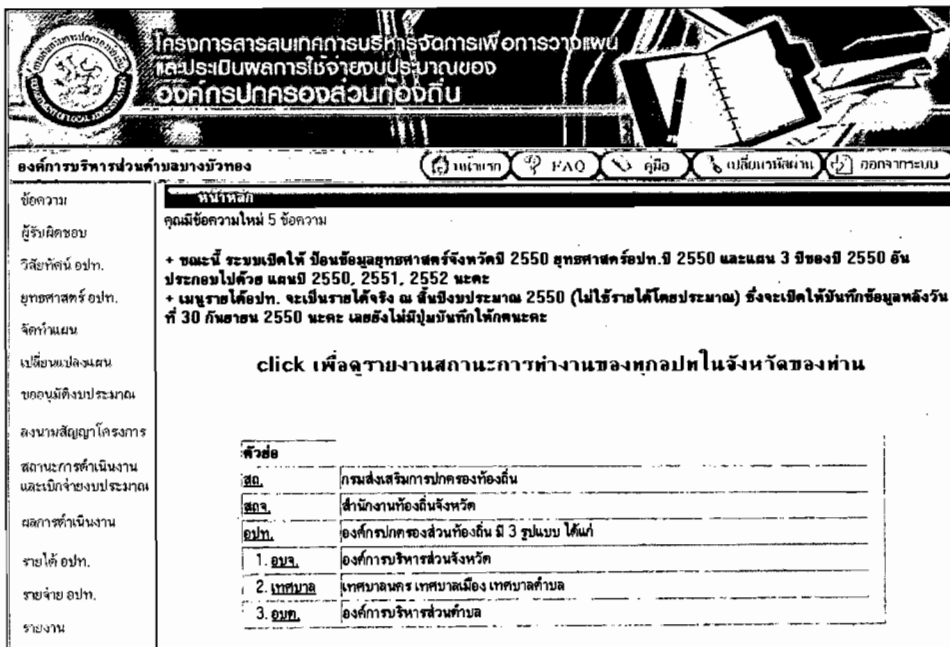 โครงการสารสนเทศการบริหารจัดการเพื่อการวางแผน
และประเมินผลการใช้จ่ายงบประมาณของ
องค์กรปกครองส่วนท้องถิ่น
องค์การบริหารส่วนตำบลบางบัวทอง
หน้าแรก
FAQ
คู่มือ
เปลี่ยนรหัสผ่าน
ออกจากระบบ
ข้อความ
ผู้รับผิดชอบ
วิสัยทัศน์ อปท.
ยุทธศาสตร์ อปท.
จัดทำแผน
เปลี่ยนแปลงแผน
ขออนุมัติงบประมาณ
ลงนามสัญญาโครงการ
สถานะการดำเนินงาน
และเบิกจ่ายงบประมาณ
ผลการดำเนินงาน
รายได้ อปท.
รายจ่าย อปท.
รายงาน
หน้าหลัก
คุณมีข้อความใหม่ 5 ข้อความ
+ ขณะนี้ ระบบเปิดให้ ป้อนข้อมูลยุทธศาสตร์จังหวัดปี 2550 ยุทธศาสตร์อปท.ปี 2550 และแผน 3 ปีของปี 2550 อัน
ประกอบไปด้วย แผนปี 2550, 2551, 2552 นะคะ
+ เมนูรายได้อปท. จะเป็นรายได้จริง ณ สิ้นปีงบประมาณ 2550 (ไม่ใช่รายได้โดยประมาณ) ซึ่งจะเปิดให้บันทึกข้อมูลหลังวัน
ที่ 30 กันยายน 2550 นะคะ เลยยังไม่มีปุ่มบันทึกให้กดนะคะ
click เพื่อดูรายงานสถานะการทำงานของทุกอปทในจังหวัดของท่าน
ตัวย่อ
สถ. กรมส่งเสริมการปกครองท้องถิ่น
สถจ. สำนักงานท้องถิ่นจังหวัด
อปท. องค์กรปกครองส่วนท้องถิ่น มี 3 รูปแบบ ได้แก่
1. อบจ. องค์การบริหารส่วนจังหวัด
2. เทศบาล เทศบาลนคร เทศบาลเมือง เทศบาลตำบล
3. อบต. องค์การบริหารส่วนตำบล